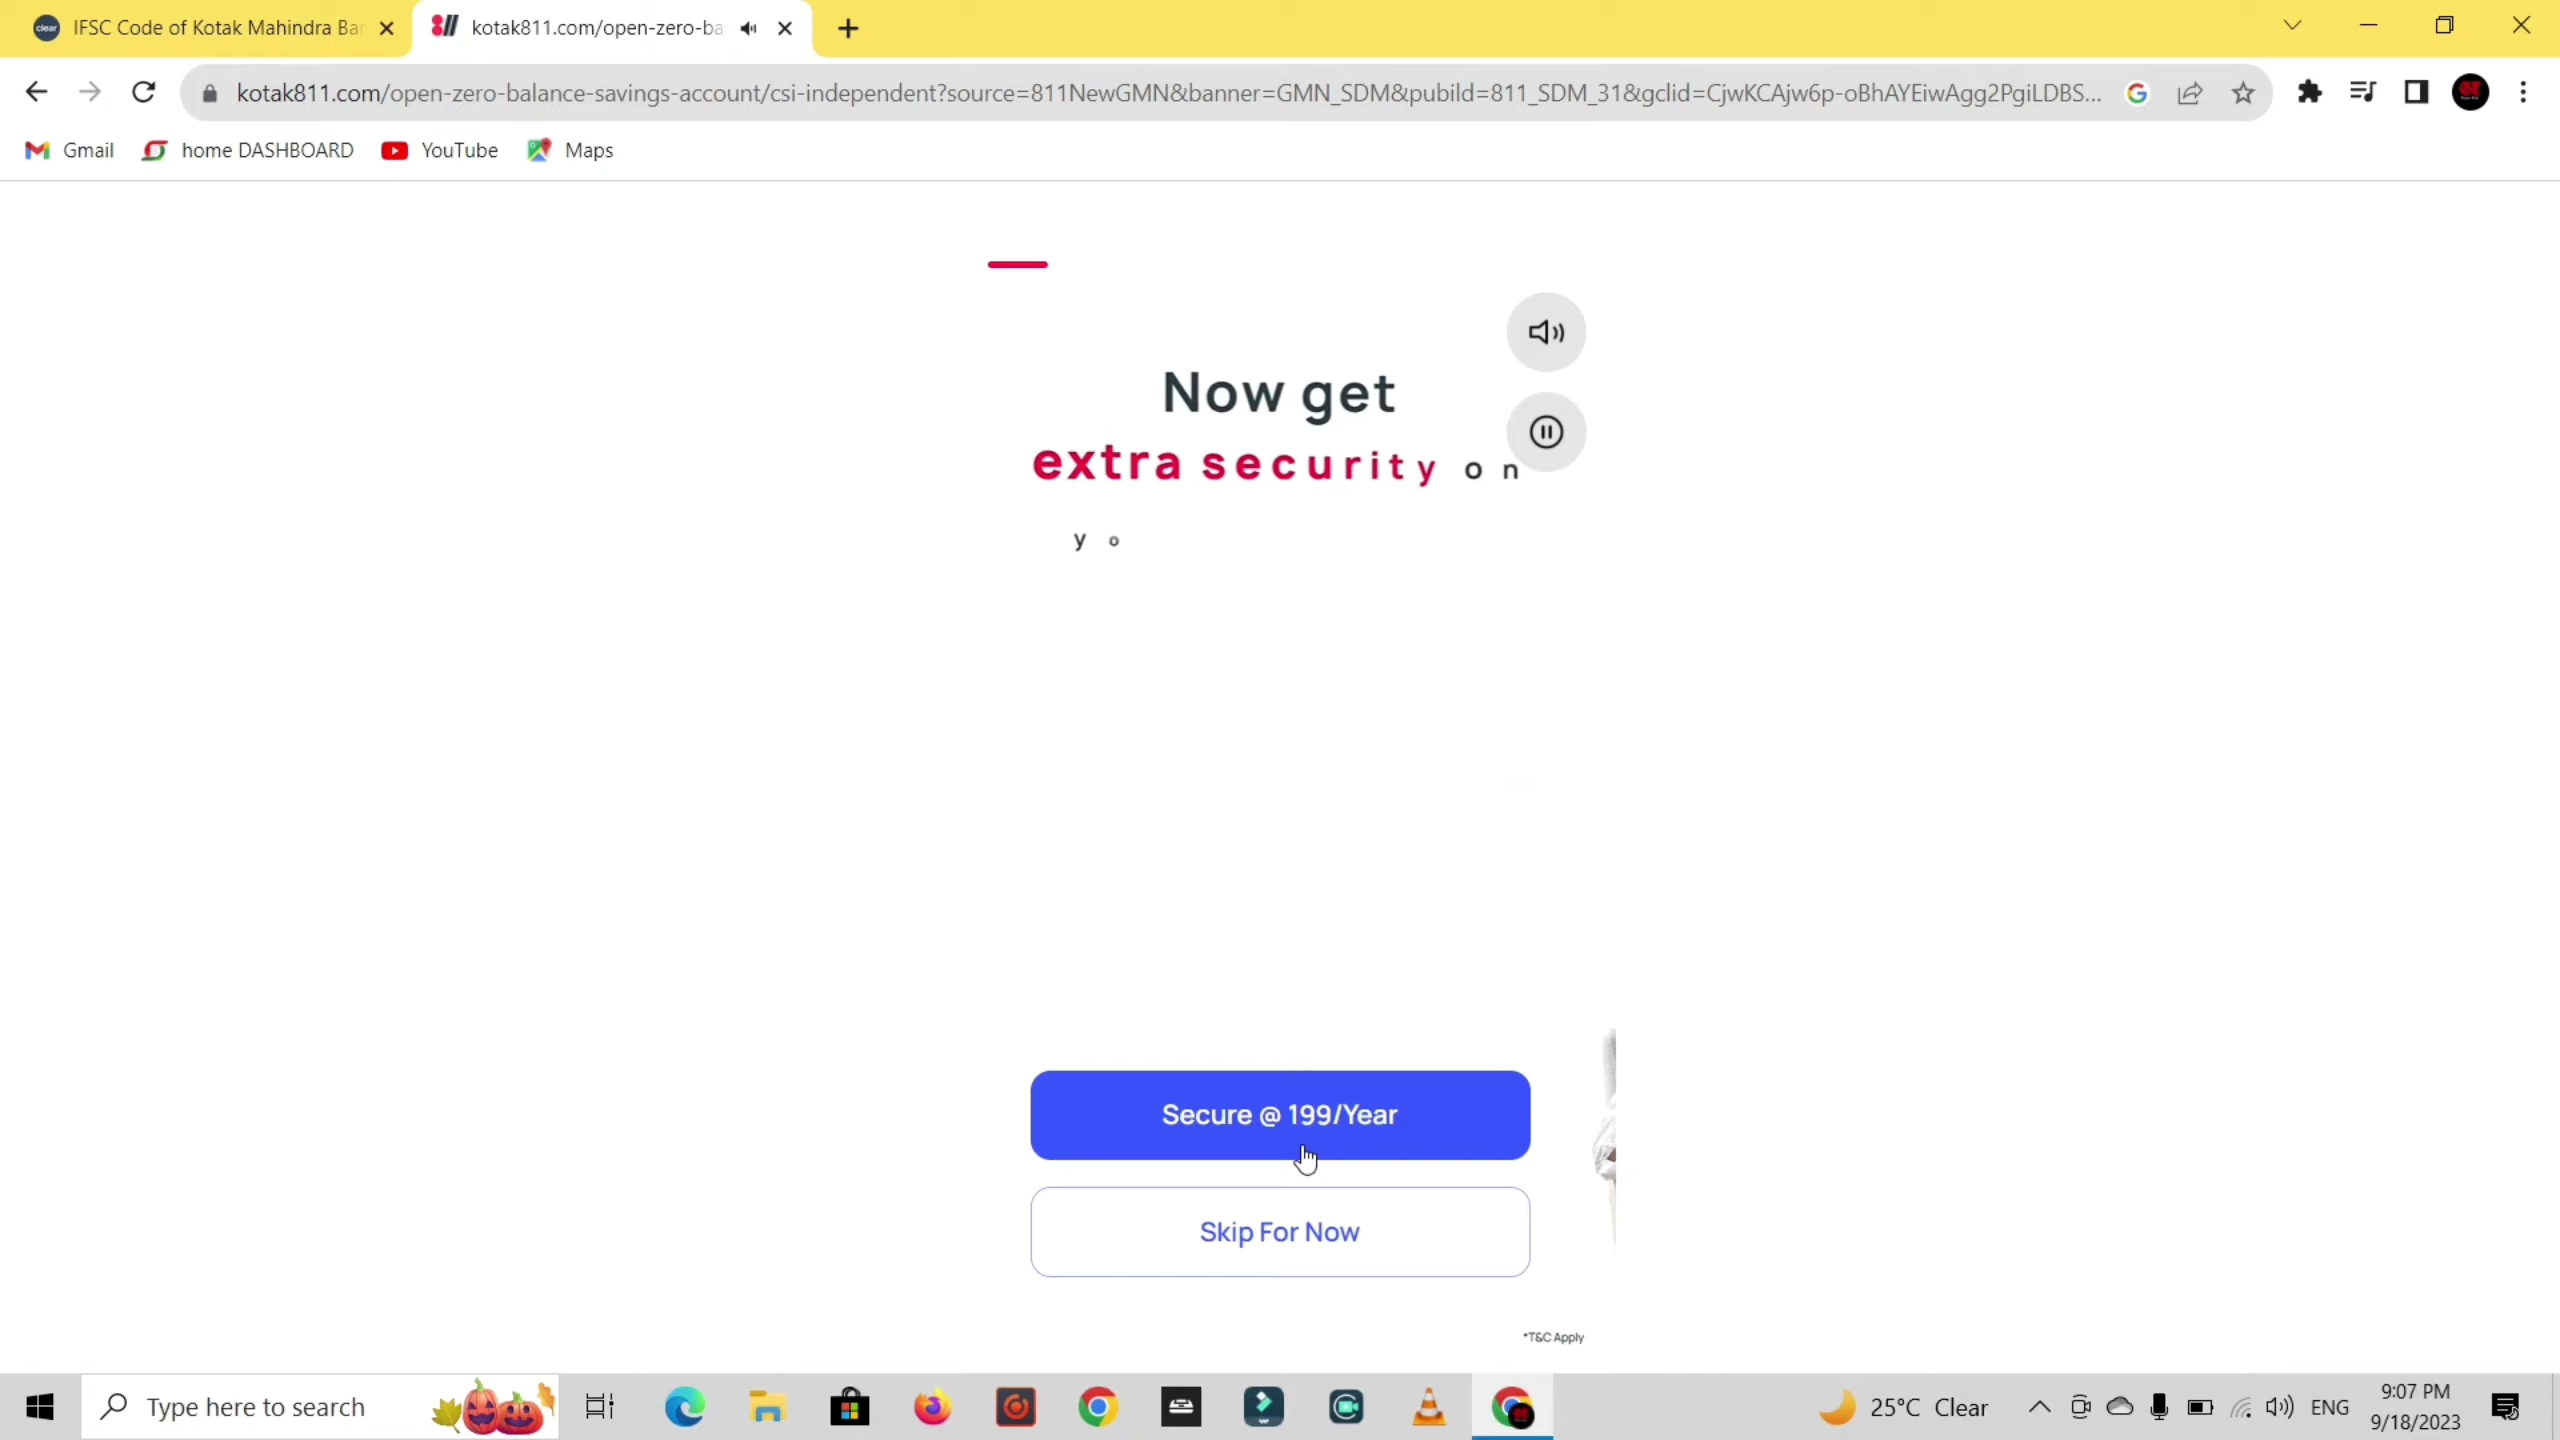 clear IFSC Code of Kotak Mahindra Bar
kotak811.com/open-zero-ba
kotak811.com/open-zero-balance-savings-account/csi-independent?source=811NewGMN&banner=GMN_SDM&pubild=811_SDM_31&gclid=CjwKCAjw6p-oBhAYEiwAgg2PgiLDBS...
Gmail home DASHBOARD YouTube Maps
Now get
extra security on
yo
Secure @ 199/Year
Skip For Now
*T&C Apply
Type here to search
25°C Clear
ENG
9:07 PM
9/18/2023